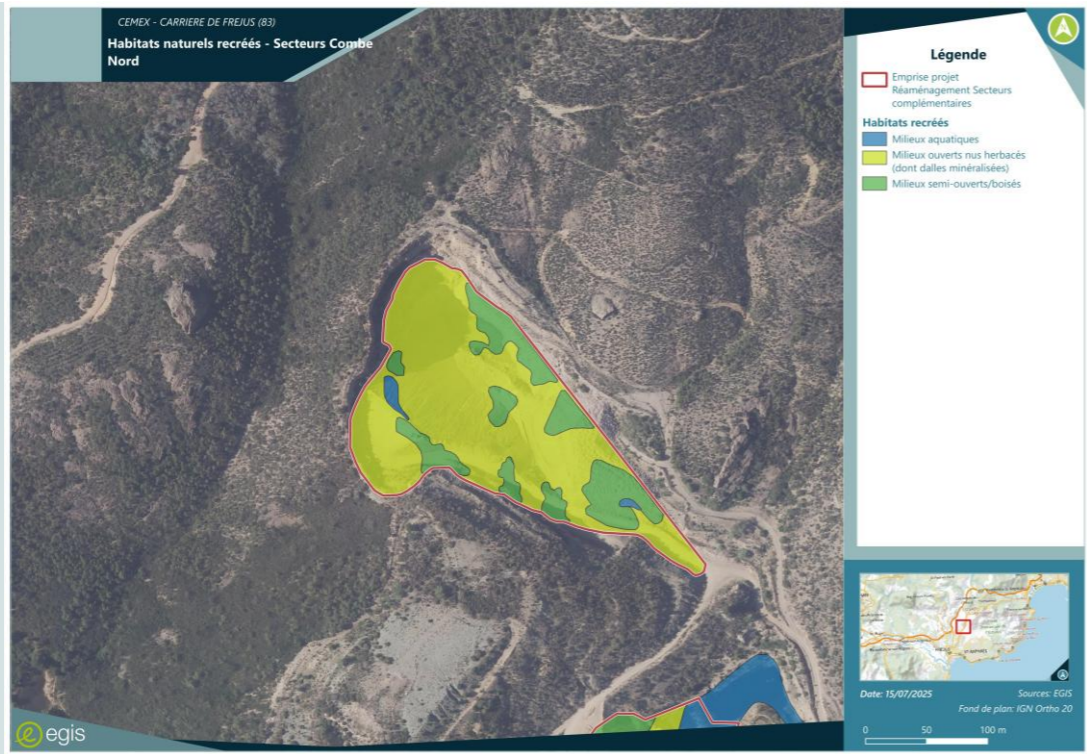 CEMEX - CARRIERE DE FREJUS (83)
Habitats naturels recréés - Secteurs Combe
Nord
Légende
Emprise projet
Réaménagement Secteurs
complémentaires
Habitats recréés
Milieux aquatiques
Milieux ouverts nus herbacés
(dont dalles minéralisées)
Milieux semi-ouverts/boisés
Date: 15/07/2025
Sources: EGIS
Fond de plan: IGN Ortho 20
0 50 100 m
egis